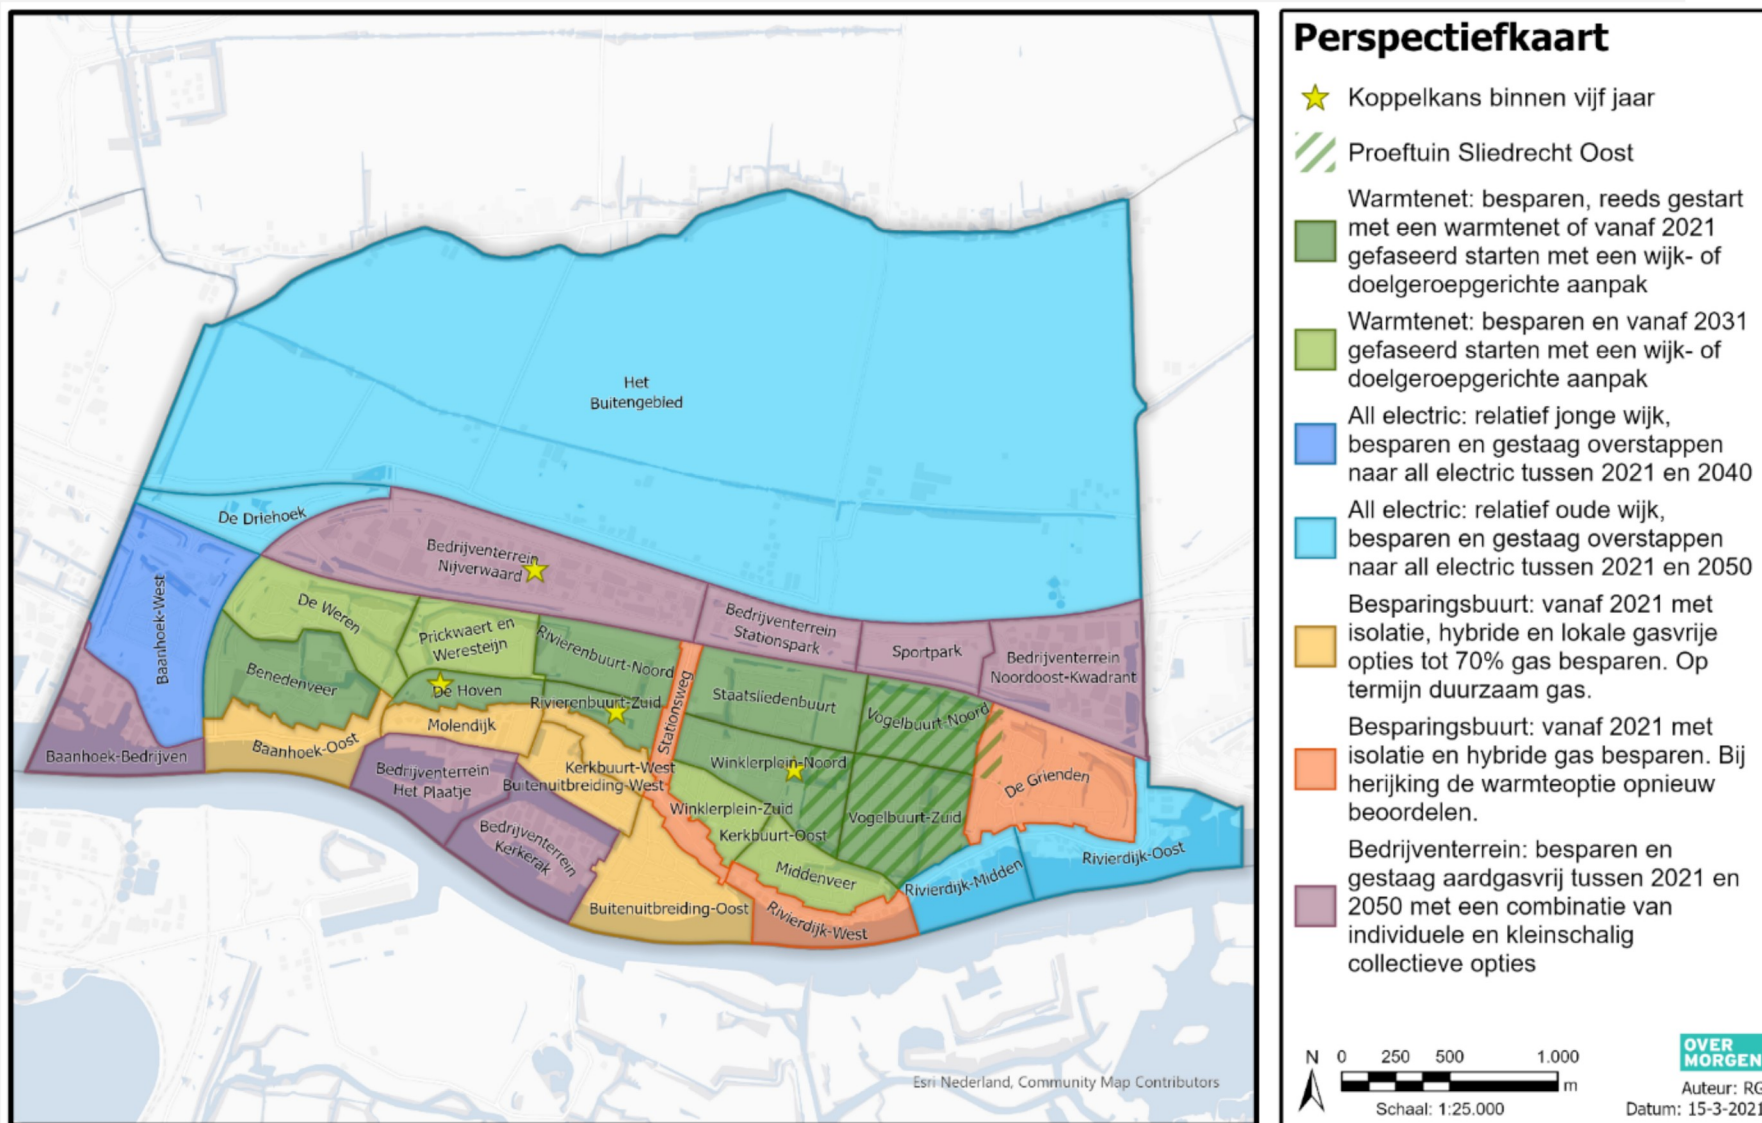 Het
Buitengebled
De Driehoek
Bedrijventerrein
Nijverwaard
Baanhoek-West
De Weren
Prickwaert en
Weresteijn
Rivierenbuurt-Noord
Bedrijventerrein
Stationspark
Sportpark
Bedrijventerrein
Noordoost-Kwadrant
Benedenveer
De Hoven
Rivierenbuurt-Zuid
Stationsweg
Staatsliedenbuurt
Vogelbuurt-Noord
Baanhoek-Bedrijven
Baanhoek-Oost
Molendijk
Kerkbuurt-West
Winklerplein-Noord
De Grienden
Bedrijventerrein
Het Plaatje
Buitenuitbreiding-West
Winklerplein-Zuid
Vogelbuurt-Zuid
Kerkbuurt-Oost
Bedrijventerrein
Kerkerak
Middenveer
Rivierdijk-Midden
Rivierdijk-Oost
Buitenuitbreiding-Oost
Rivierdijk-West
Esri Nederland, Community Map Contributors
Perspectiefkaart
Koppelkans binnen vijf jaar
Proeftuin Sliedrecht Oost
Warmtenet: besparen, reeds gestart
met een warmtenet of vanaf 2021
gefaseerd starten met een wijk- of
doelgeroepgerichte aanpak
Warmtenet: besparen en vanaf 2031
gefaseerd starten met een wijk- of
doelgeroepgerichte aanpak
All electric: relatief jonge wijk,
besparen en gestaag overstappen
naar all electric tussen 2021 en 2040
All electric: relatief oude wijk,
besparen en gestaag overstappen
naar all electric tussen 2021 en 2050
Besparingsbuurt: vanaf 2021 met
isolatie, hybride en lokale gasvrije
opties tot 70% gas besparen. Op
termijn duurzaam gas.
Besparingsbuurt: vanaf 2021 met
isolatie en hybride gas besparen. Bij
herijking de warmteoptie opnieuw
beoordelen.
Bedrijventerrein: besparen en
gestaag aardgasvrij tussen 2021 en
2050 met een combinatie van
individuele en kleinschalig
collectieve opties
N 0 250 500 1.000
m
Schaal: 1:25.000
OVER
MORGEN
Auteur: RG
Datum: 15-3-2021